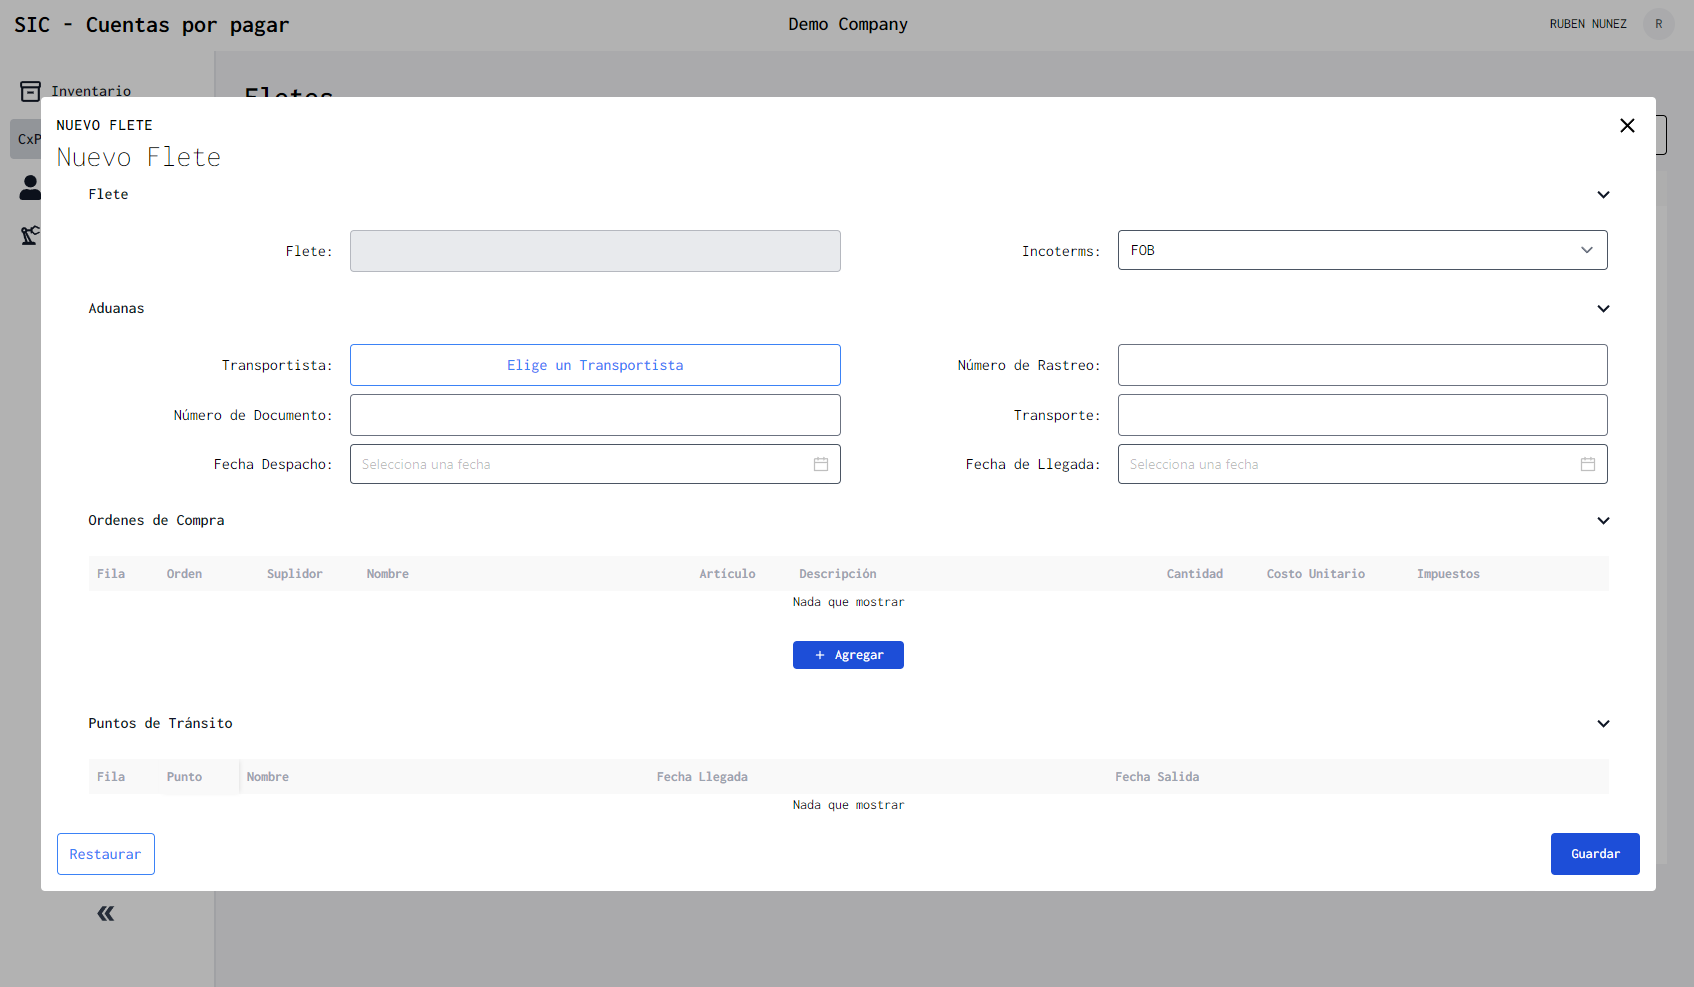 SIC - Cuentas por pagar
Demo Company
RUBEN NUNEZ
R
Inventario
Fletes
CxP
NUEVO FLETE
Nuevo Flete
Flete
Flete:
Incoterms: FOB
Aduanas
Transportista: Elige un Transportista
Número de Rastreo:
Número de Documento:
Transporte:
Fecha Despacho: Selecciona una fecha
Fecha de Llegada: Selecciona una fecha
Ordenes de Compra
Fila Orden Suplidor Nombre Artículo Descripción Cantidad Costo Unitario Impuestos
Nada que mostrar
+ Agregar
Puntos de Tránsito
Fila Punto Nombre Fecha Llegada Fecha Salida
Nada que mostrar
Restaurar
Guardar